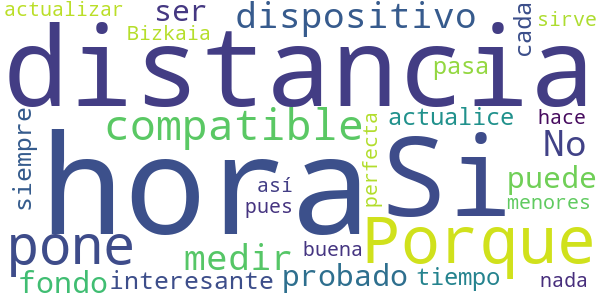 actualizar ser dispositivo cada sirve
Bizkaia
distancia
pasa
siempre compatible perfecta actualice hace
hora Si No
así puede
pues menores
pone medir buena Porque
fondo interesante probado tiempo nada